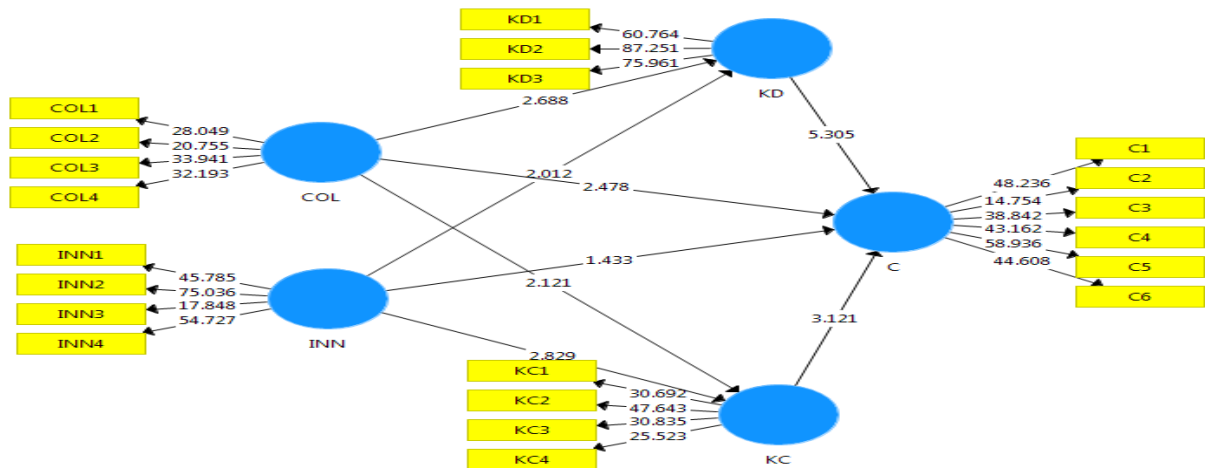 KD1
KD2
KD3
60.764
87.251
75.961
KD
COL1
COL2
COL3
COL4
28.049
20.755
33.941
32.193
COL
2.688
2.012
2.478
5.305
C1
C2
C3
C4
C5
C6
48.236
14.754
38.842
43.162
58.936
44.608
C
INN1
INN2
INN3
INN4
45.785
75.036
17.848
54.727
INN
1.433
2.121
2.829
3.121
KC1
KC2
KC3
KC4
30.692
47.643
30.835
25.523
KC